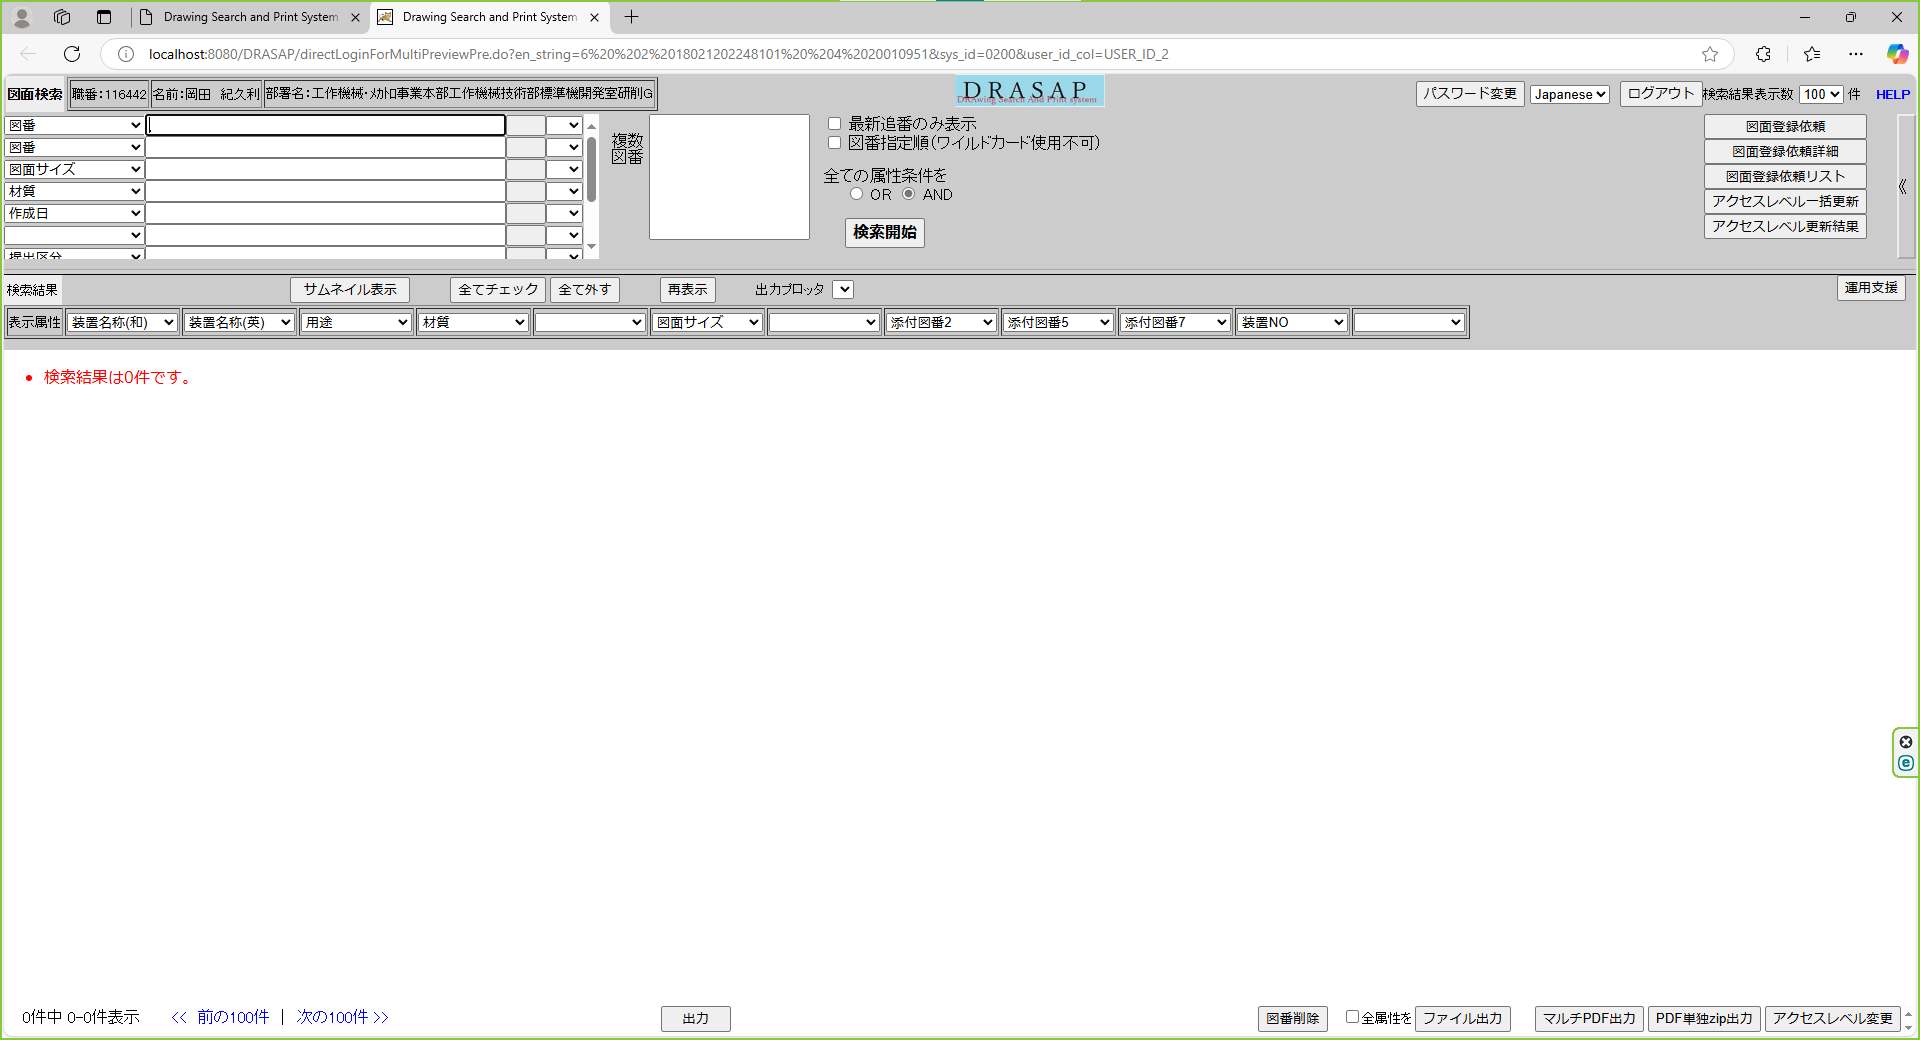 Drawing Search and Print System
Drawing Search and Print System
localhost:8080/DRASAP/directLoginForMultiPreviewPre.do?en_string=6%20%202%2018021202248101%20%204%2020010951&sys_id=0200&user_id_col=USER_ID_2
図面検索 職番:116442 名前:岡田 紀久利 部署名:工作機械・ﾒｶﾄﾛ事業本部工作機械技術部標準機開発室研削G
DRASAP
DRAwing Search And Print system
パスワード変更 Japanese ログアウト 検索結果表示数 100 件 HELP
図番
図番
図面サイズ
材質
作成日
提出区分
複数
図番
最新追番のみ表示
図番指定順(ワイルドカード使用不可)
全ての属性条件を
OR AND
検索開始
図面登録依頼
図面登録依頼詳細
図面登録依頼リスト
アクセスレベル一括更新
アクセスレベル更新結果
《
検索結果 サムネイル表示 全てチェック 全て外す 再表示 出力プロッタ 運用支援
表示属性 装置名称(和) 装置名称(英) 用途 材質 図面サイズ 添付図番2 添付図番5 添付図番7 装置NO
検索結果は0件です。
0件中 0-0件表示 << 前の100件 | 次の100件 >> 出力 図番削除 全属性を ファイル出力 マルチPDF出力 PDF単独zip出力 アクセスレベル変更